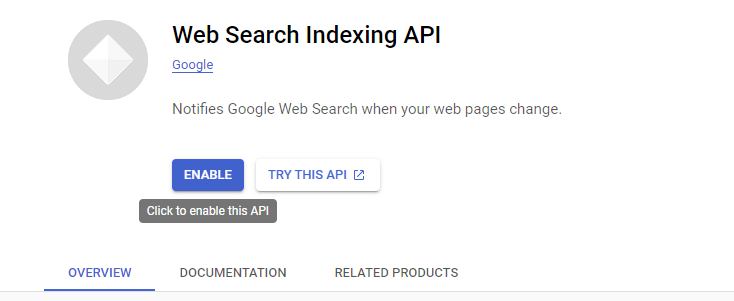 Web Search Indexing API
Google
Notifies Google Web Search when your web pages change.
ENABLE TRY THIS API
Click to enable this API
OVERVIEW DOCUMENTATION RELATED PRODUCTS